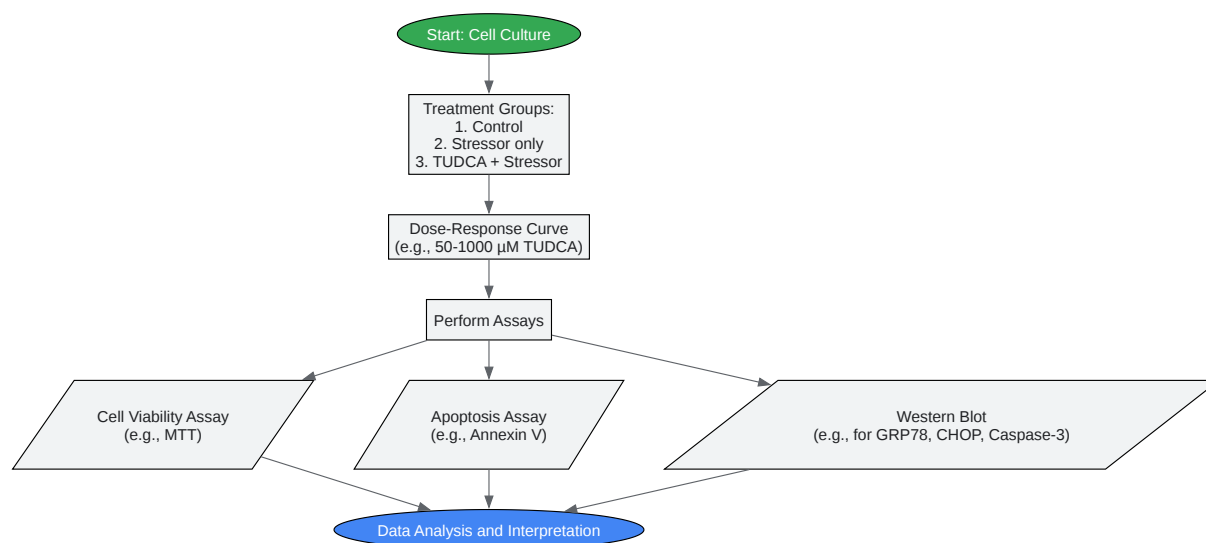 Start: Cell Culture
Treatment Groups:
1. Control
2. Stressor only
3. TUDCA + Stressor
Dose-Response Curve
(e.g., 50-1000 µM TUDCA)
Perform Assays
Cell Viability Assay
(e.g., MTT)
Apoptosis Assay
(e.g., Annexin V)
Western Blot
(e.g., for GRP78, CHOP, Caspase-3)
Data Analysis and Interpretation